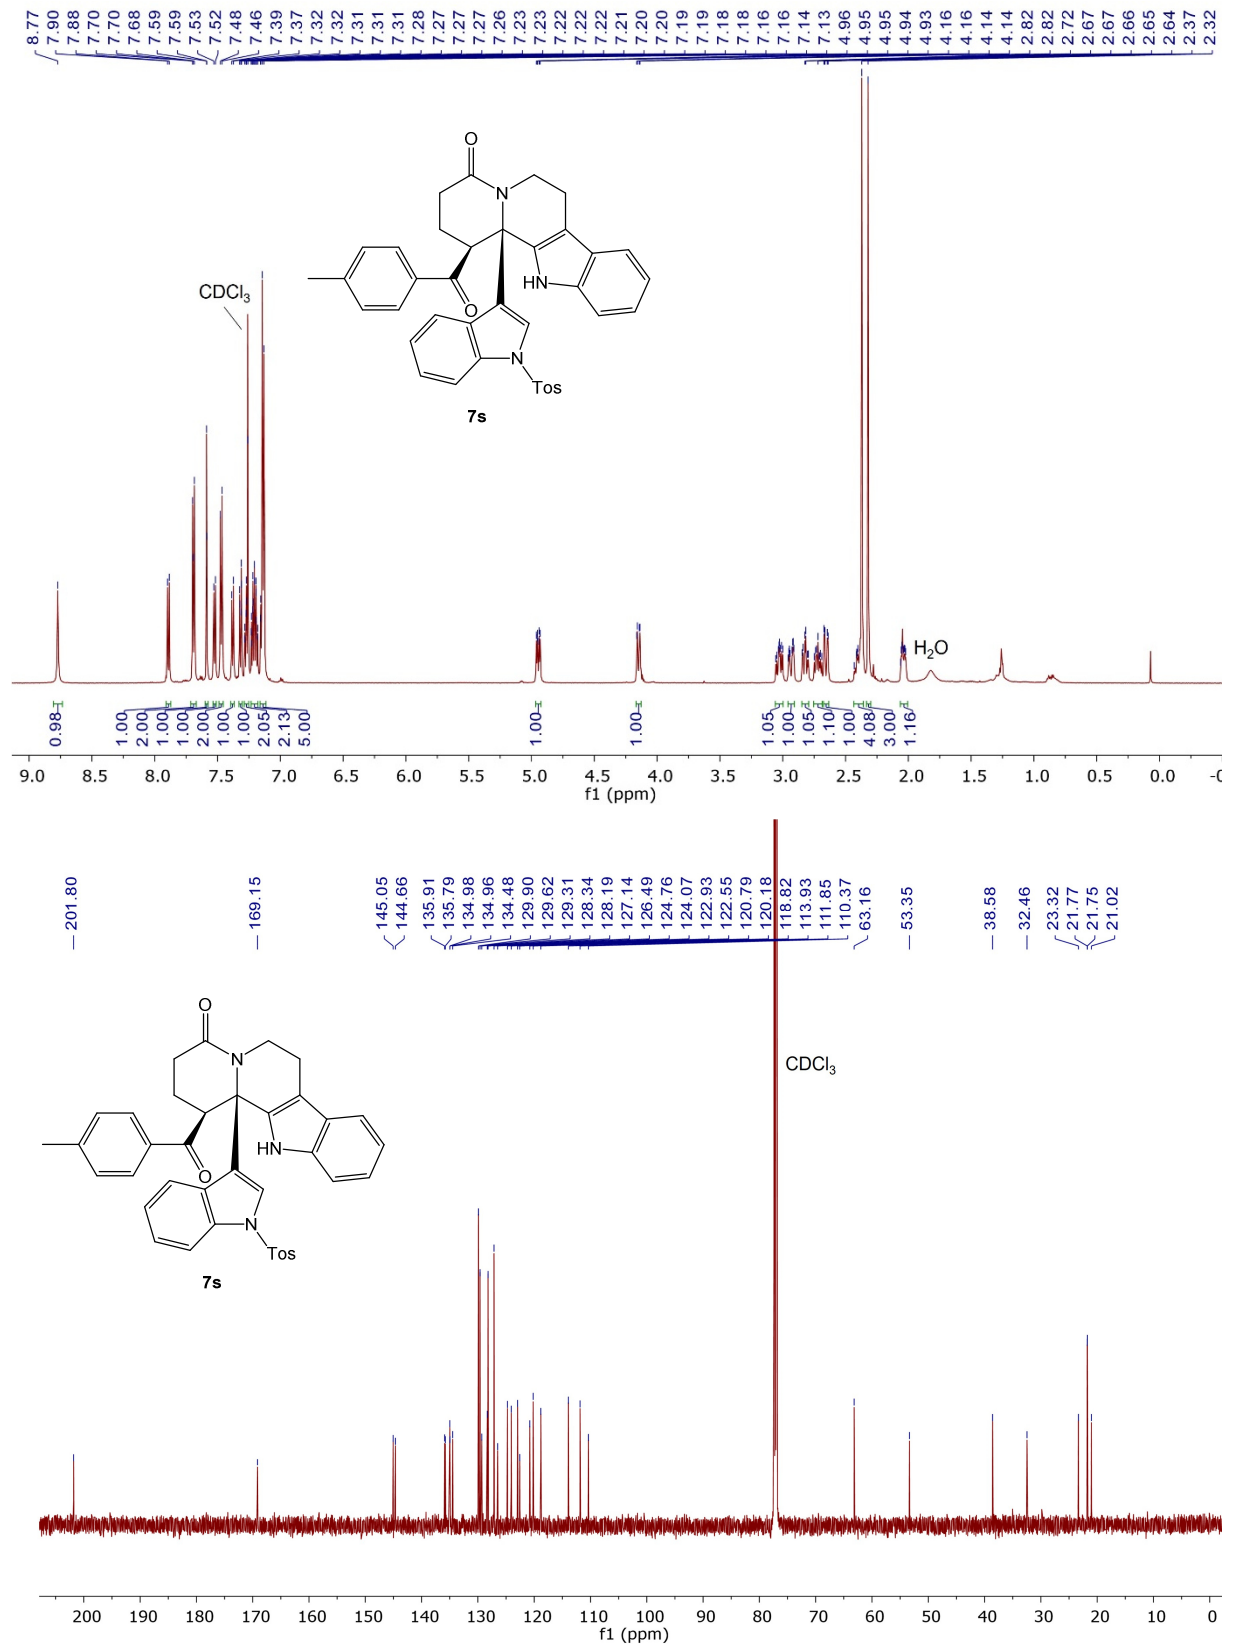 8.77 7.90 7.88 7.70 7.70 7.68 7.59 7.59 7.53 7.52 7.48 7.46 7.39 7.37 7.32 7.32 7.31 7.31 7.31 7.28 7.27 7.27 7.27 7.26 7.23 7.23 7.22 7.22 7.22 7.21 7.20 7.20 7.19 7.19 7.18 7.18 7.16 7.16 7.14 7.13 4.96 4.95 4.95 4.94 4.93 4.16 4.16 4.14 4.14 2.82 2.82 2.72 2.67 2.67 2.66 2.65 2.64 2.37 2.32
O
N
CDCl3
HN
O
N
Tos
7s
H2O
0.98 1.00 2.00 1.00 1.00 2.00 1.00 1.00 2.05 2.13 5.00 1.00 1.00 1.05 1.00 1.05 1.10 1.00 4.08 3.00 1.16
9.0 8.5 8.0 7.5 7.0 6.5 6.0 5.5 5.0 4.5 4.0 3.5 3.0 2.5 2.0 1.5 1.0 0.5 0.0 -0
f1 (ppm)
201.80 169.15 145.05 144.66 135.91 135.79 134.98 134.96 134.48 129.90 129.62 129.31 128.34 128.19 127.14 126.49 124.76 124.07 122.93 122.55 120.79 120.18 118.82 113.93 111.85 110.37 63.16 53.35 38.58 32.46 23.32 21.77 21.75 21.02
O
N
CDCl3
HN
O
N
Tos
7s
200 190 180 170 160 150 140 130 120 110 100 90 80 70 60 50 40 30 20 10 0
f1 (ppm)